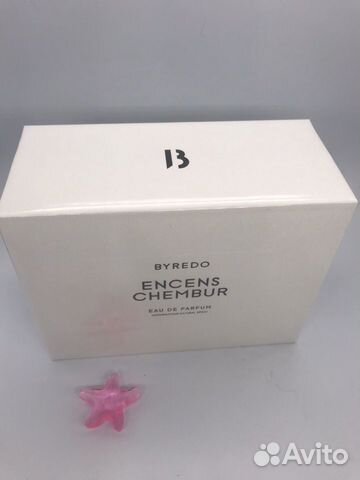 B
BYREDO
ENCENS
CHEMBUR
EAU DE PARFUM
Avito